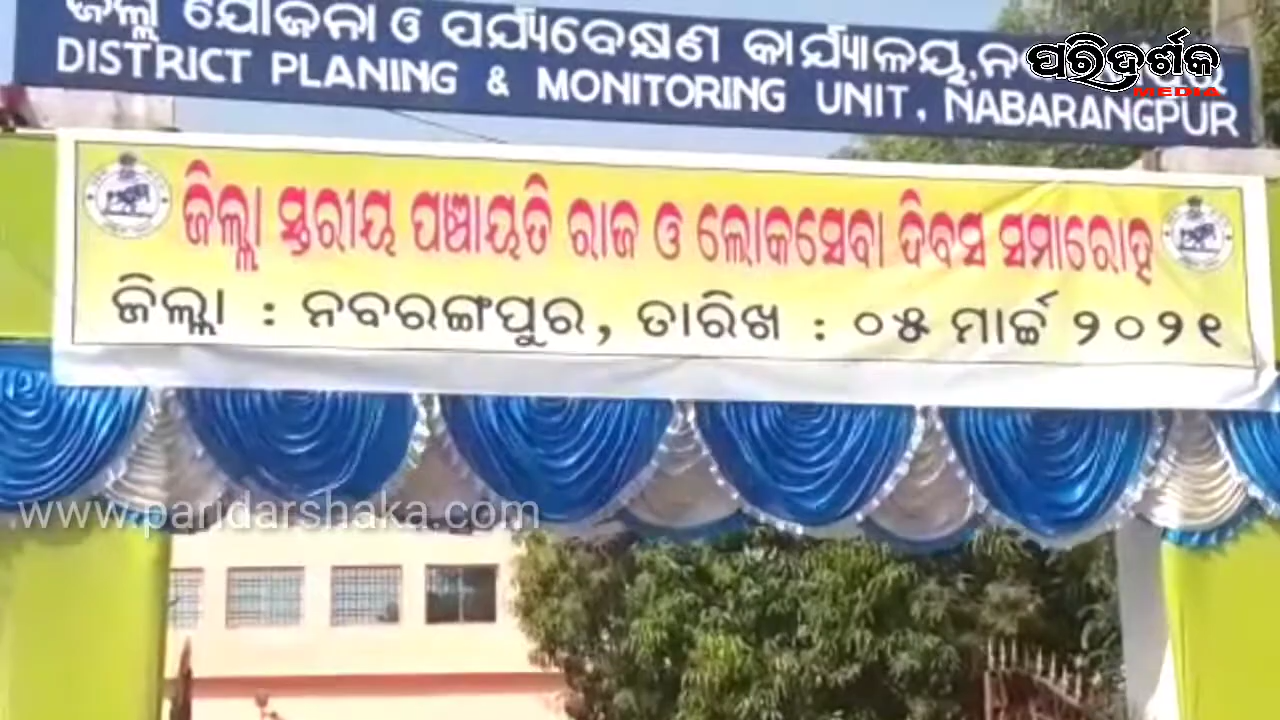 ଜିଲ୍ଲା ଯୋଜନା ଓ ପର୍ଯ୍ୟବେକ୍ଷଣ କାର୍ଯ୍ୟାଳୟ,
ପରିଦର୍ଶକ
MEDIA
DISTRICT PLANING & MONITORING UNIT, NABARANGPUR
ଜିଲ୍ଲା ସ୍ତରୀୟ ପଞ୍ଚାୟତି ରାଜ ଓ ଲୋକସେବା ଦିବସ ସମାରୋହ
ଜିଲ୍ଲା : ନବରଙ୍ଗପୁର, ତାରିଖ : ୦୫ ମାର୍ଚ୍ଚ ୨୦୨୧
www.paridarshaka.com